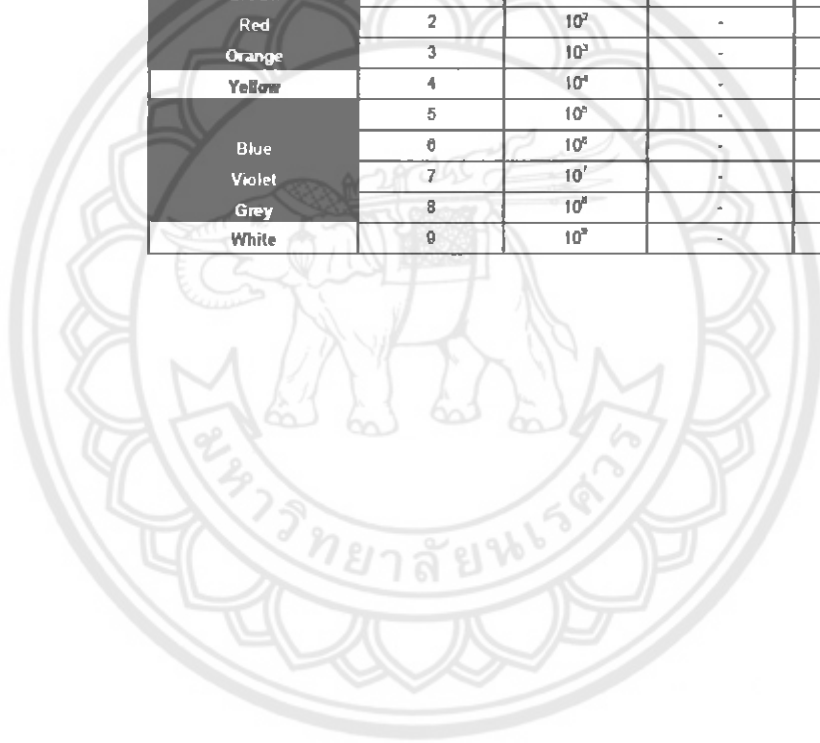 Red 2 10² -
Orange 3 10³ -
Yellow 4 10⁴ -
5 10⁵ -
Blue 6 10⁶ -
Violet 7 10⁷ -
Grey 8 10⁸ -
White 9 10⁹ -
มหาวิทยาลัยนเรศวร